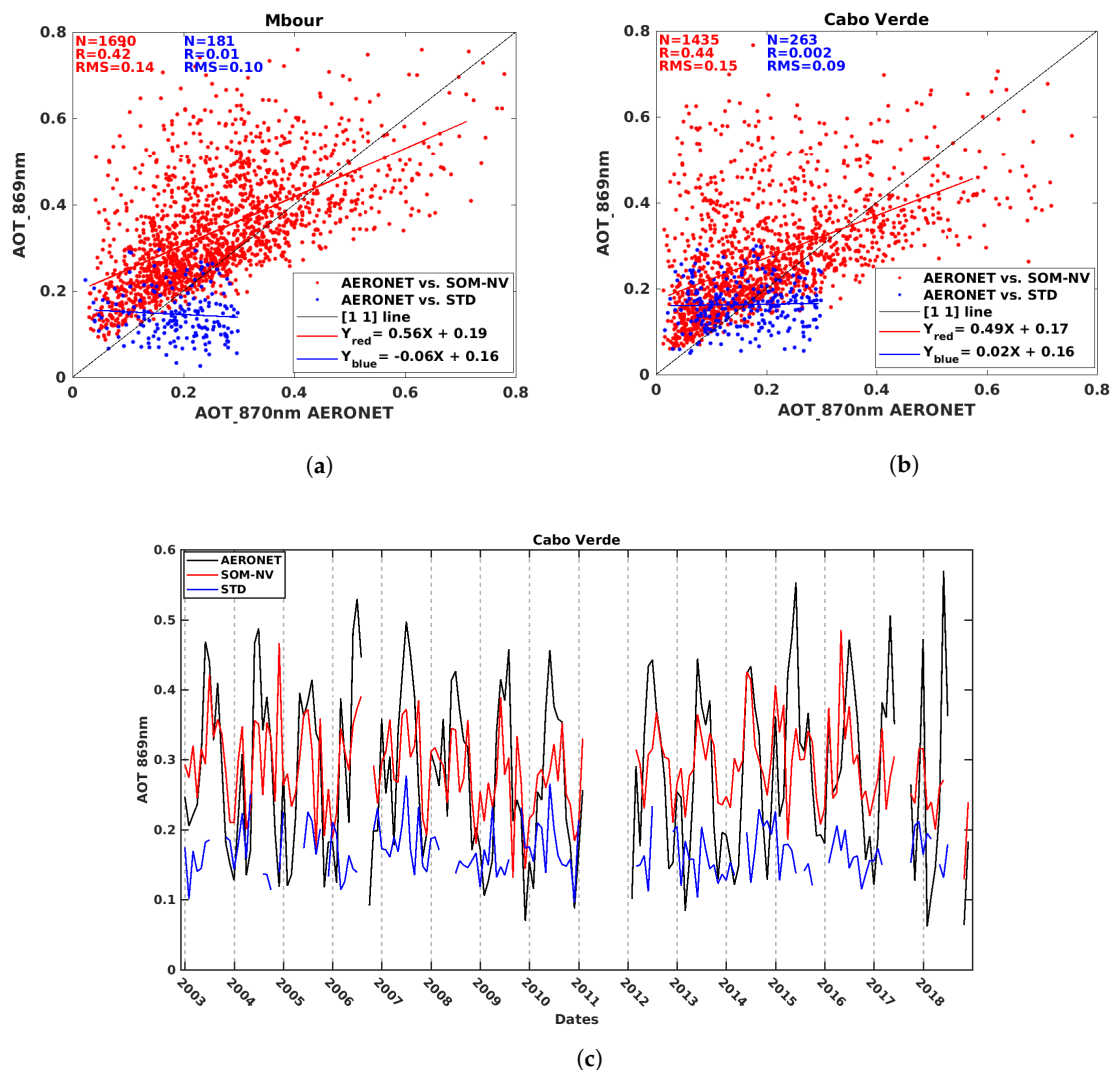 Mbour
N=1690 N=181
R=0.42 R=0.01
RMS=0.14 RMS=0.10
0.8
0.6
0.4
0.2
0
AOT_869nm
AERONET vs. SOM-NV
AERONET vs. STD
[1 1] line
Yred= 0.56X + 0.19
Yblue= -0.06X + 0.16
0 0.2 0.4 0.6 0.8
AOT_870nm AERONET
(a)
Cabo Verde
N=1435 N=263
R=0.44 R=0.002
RMS=0.15 RMS=0.09
0.8
0.6
0.4
0.2
0
AOT_869nm
AERONET vs. SOM-NV
AERONET vs. STD
[1 1] line
Yred= 0.49X + 0.17
Yblue= 0.02X + 0.16
0 0.2 0.4 0.6 0.8
AOT_870nm AERONET
(b)
Cabo Verde
AERONET
SOM-NV
STD
0.6
0.5
0.4
0.3
0.2
0.1
0
AOT 869nm
2003 2004 2005 2006 2007 2008 2009 2010 2011 2012 2013 2014 2015 2016 2017 2018
Dates
(c)